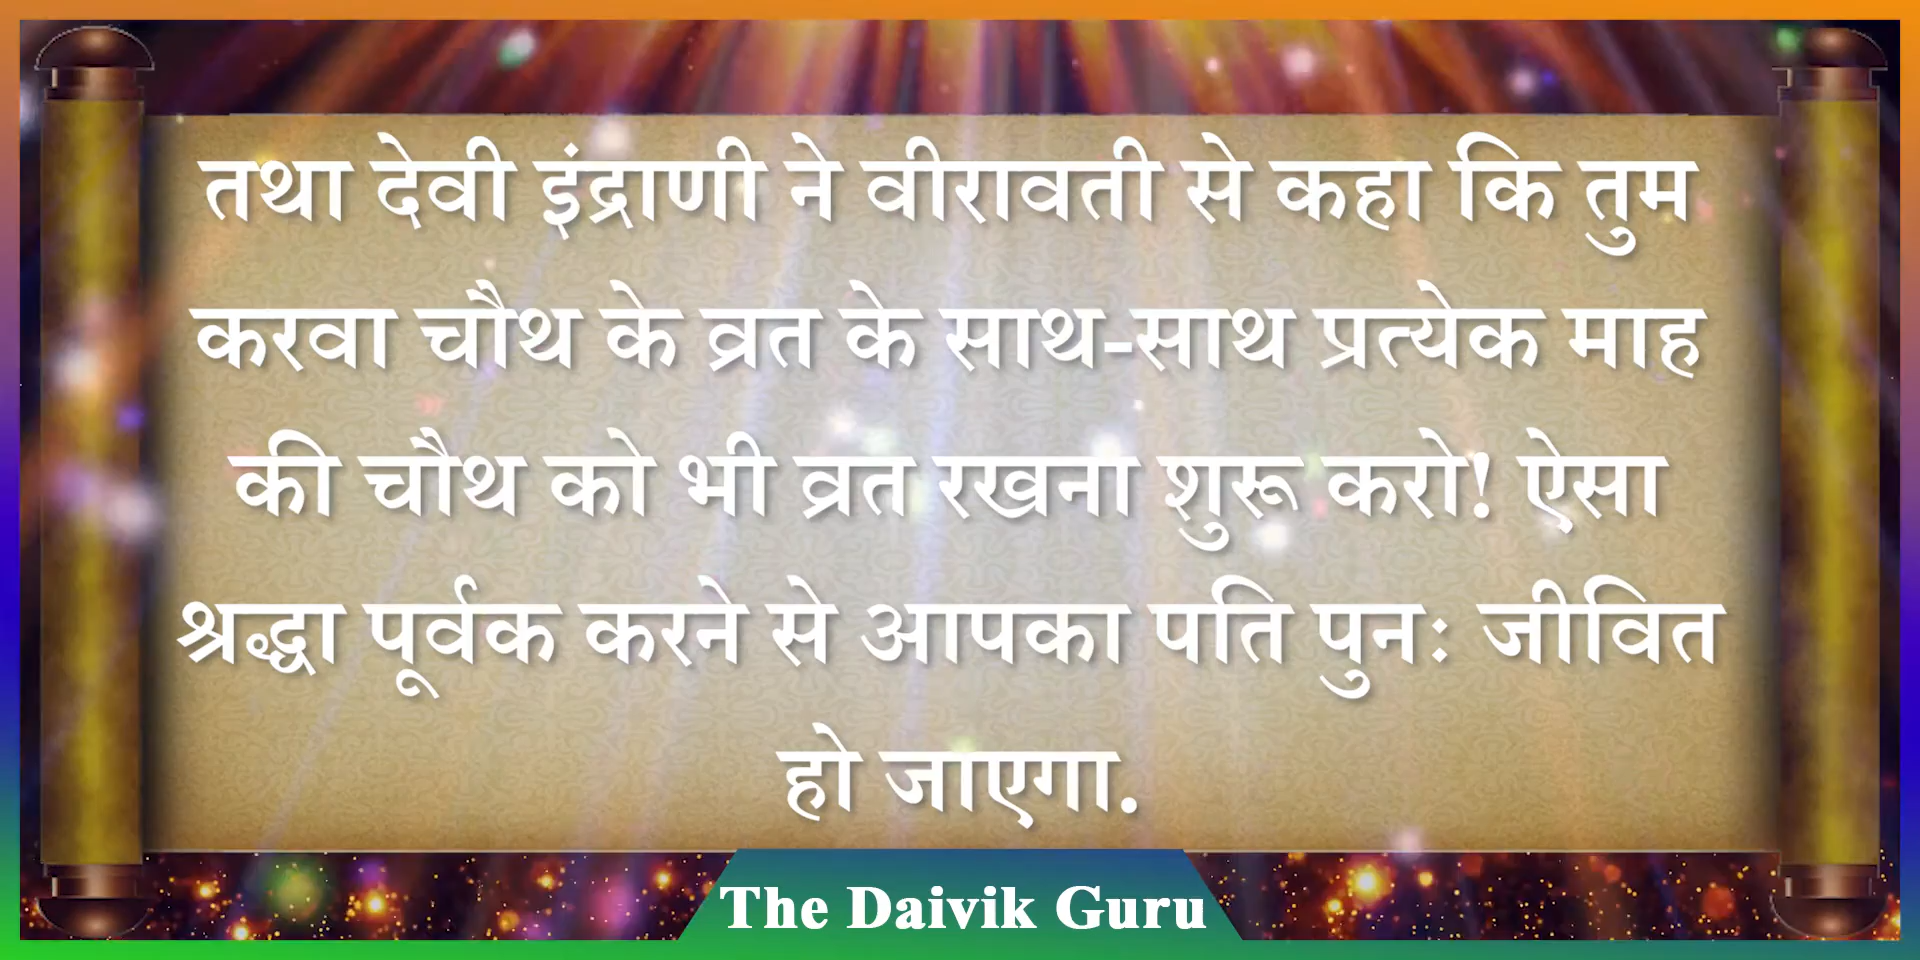 तथा देवी इंद्राणी ने वीरावती से कहा कि तुम
करवा चौथ के व्रत के साथ-साथ प्रत्येक माह
की चौथ को भी व्रत रखना शुरू करो! ऐसा
श्रद्धा पूर्वक करने से आपका पति पुनः जीवित
हो जाएगा.
The Daivik Guru